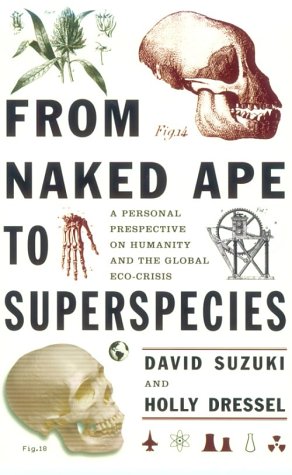 FROM
Fig.14
NAKED APE
A PERSONAL
PRESPECTIVE
TO
ON HUMANITY
AND THE GLOBAL
ECO-CRISIS
SUPERSPECIES
DAVID SUZUKI
AND
HOLLY DRESSEL
Fig.18